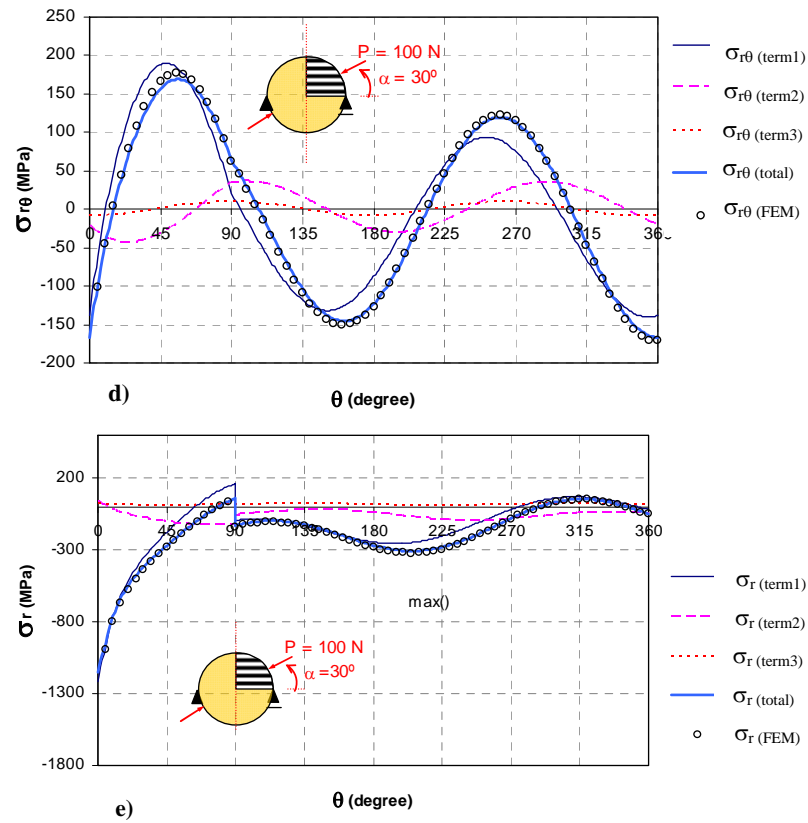 250
200
150
100
50
0
-50
-100
-150
-200
0 45 90 135 180 225 270 315 36
σrθ (MPa)
θ (degree)
P = 100 N
α = 30º
σrθ (term1)
σrθ (term2)
σrθ (term3)
σrθ (total)
σrθ (FEM)
d)
200
-300
-800
-1300
-1800
0 45 90 135 180 225 270 315 360
σr (MPa)
max()
P = 100 N
α =30º
σr (term1)
σr (term2)
σr (term3)
σr (total)
σr (FEM)
θ (degree)
e)